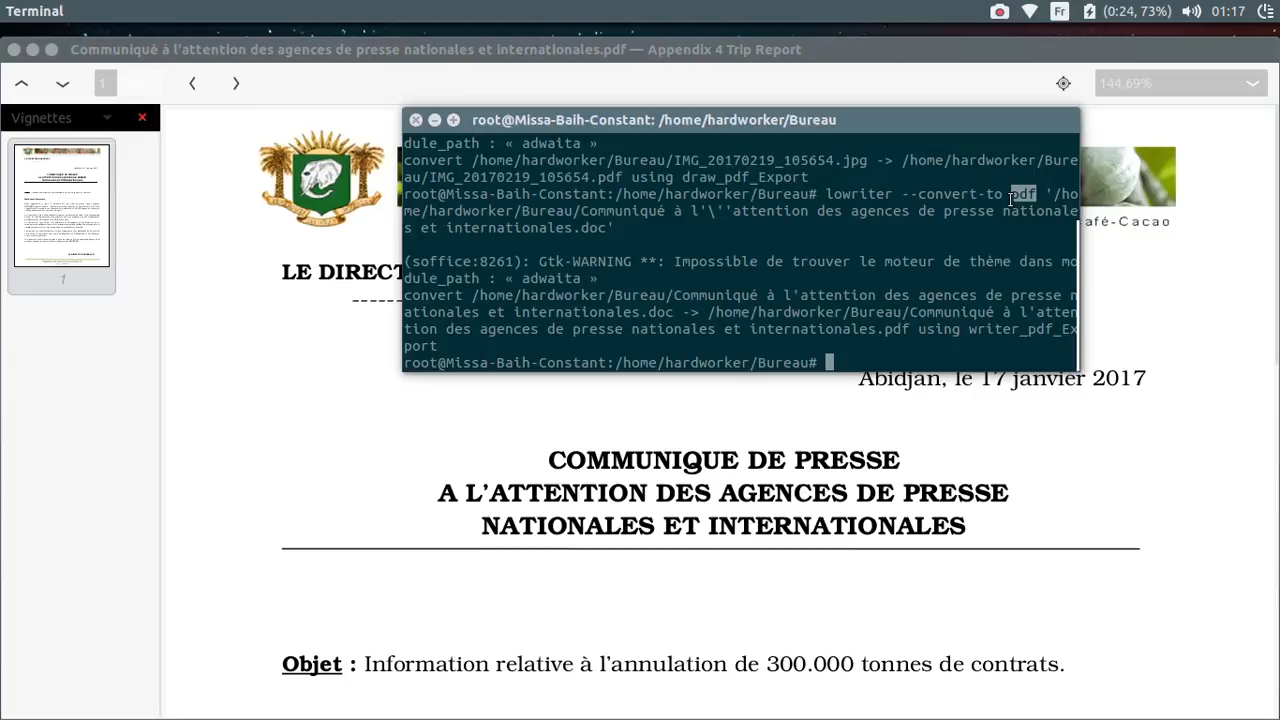 Terminal
Fr
(0:24, 73%)
01:17
Communiqué à l'attention des agences de presse nationales et internationales.pdf — Appendix 4 Trip Report
1
144,69%
Vignettes
1
root@Missa-Baih-Constant: /home/hardworker/Bureau
dule_path : « adwaita »
convert /home/hardworker/Bureau/IMG_20170219_105654.jpg -> /home/hardworker/Bure
au/IMG_20170219_105654.pdf using draw_pdf_Export
root@Missa-Baih-Constant:/home/hardworker/Bureau# lowriter --convert-to pdf '/ho
me/hardworker/Bureau/Communiqué à l'\''attention des agences de presse nationale
s et internationales.doc'
(soffice:8261): Gtk-WARNING **: Impossible de trouver le moteur de thème dans mo
dule_path : « adwaita »
convert /home/hardworker/Bureau/Communiqué à l'attention des agences de presse n
ationales et internationales.doc -> /home/hardworker/Bureau/Communiqué à l'atten
tion des agences de presse nationales et internationales.pdf using writer_pdf_Ex
port
root@Missa-Baih-Constant:/home/hardworker/Bureau#
afé-Cacao
LE DIRECT
--------
Abidjan, le 17 janvier 2017
COMMUNIQUE DE PRESSE
A L’ATTENTION DES AGENCES DE PRESSE
NATIONALES ET INTERNATIONALES
Objet : Information relative à l’annulation de 300.000 tonnes de contrats.